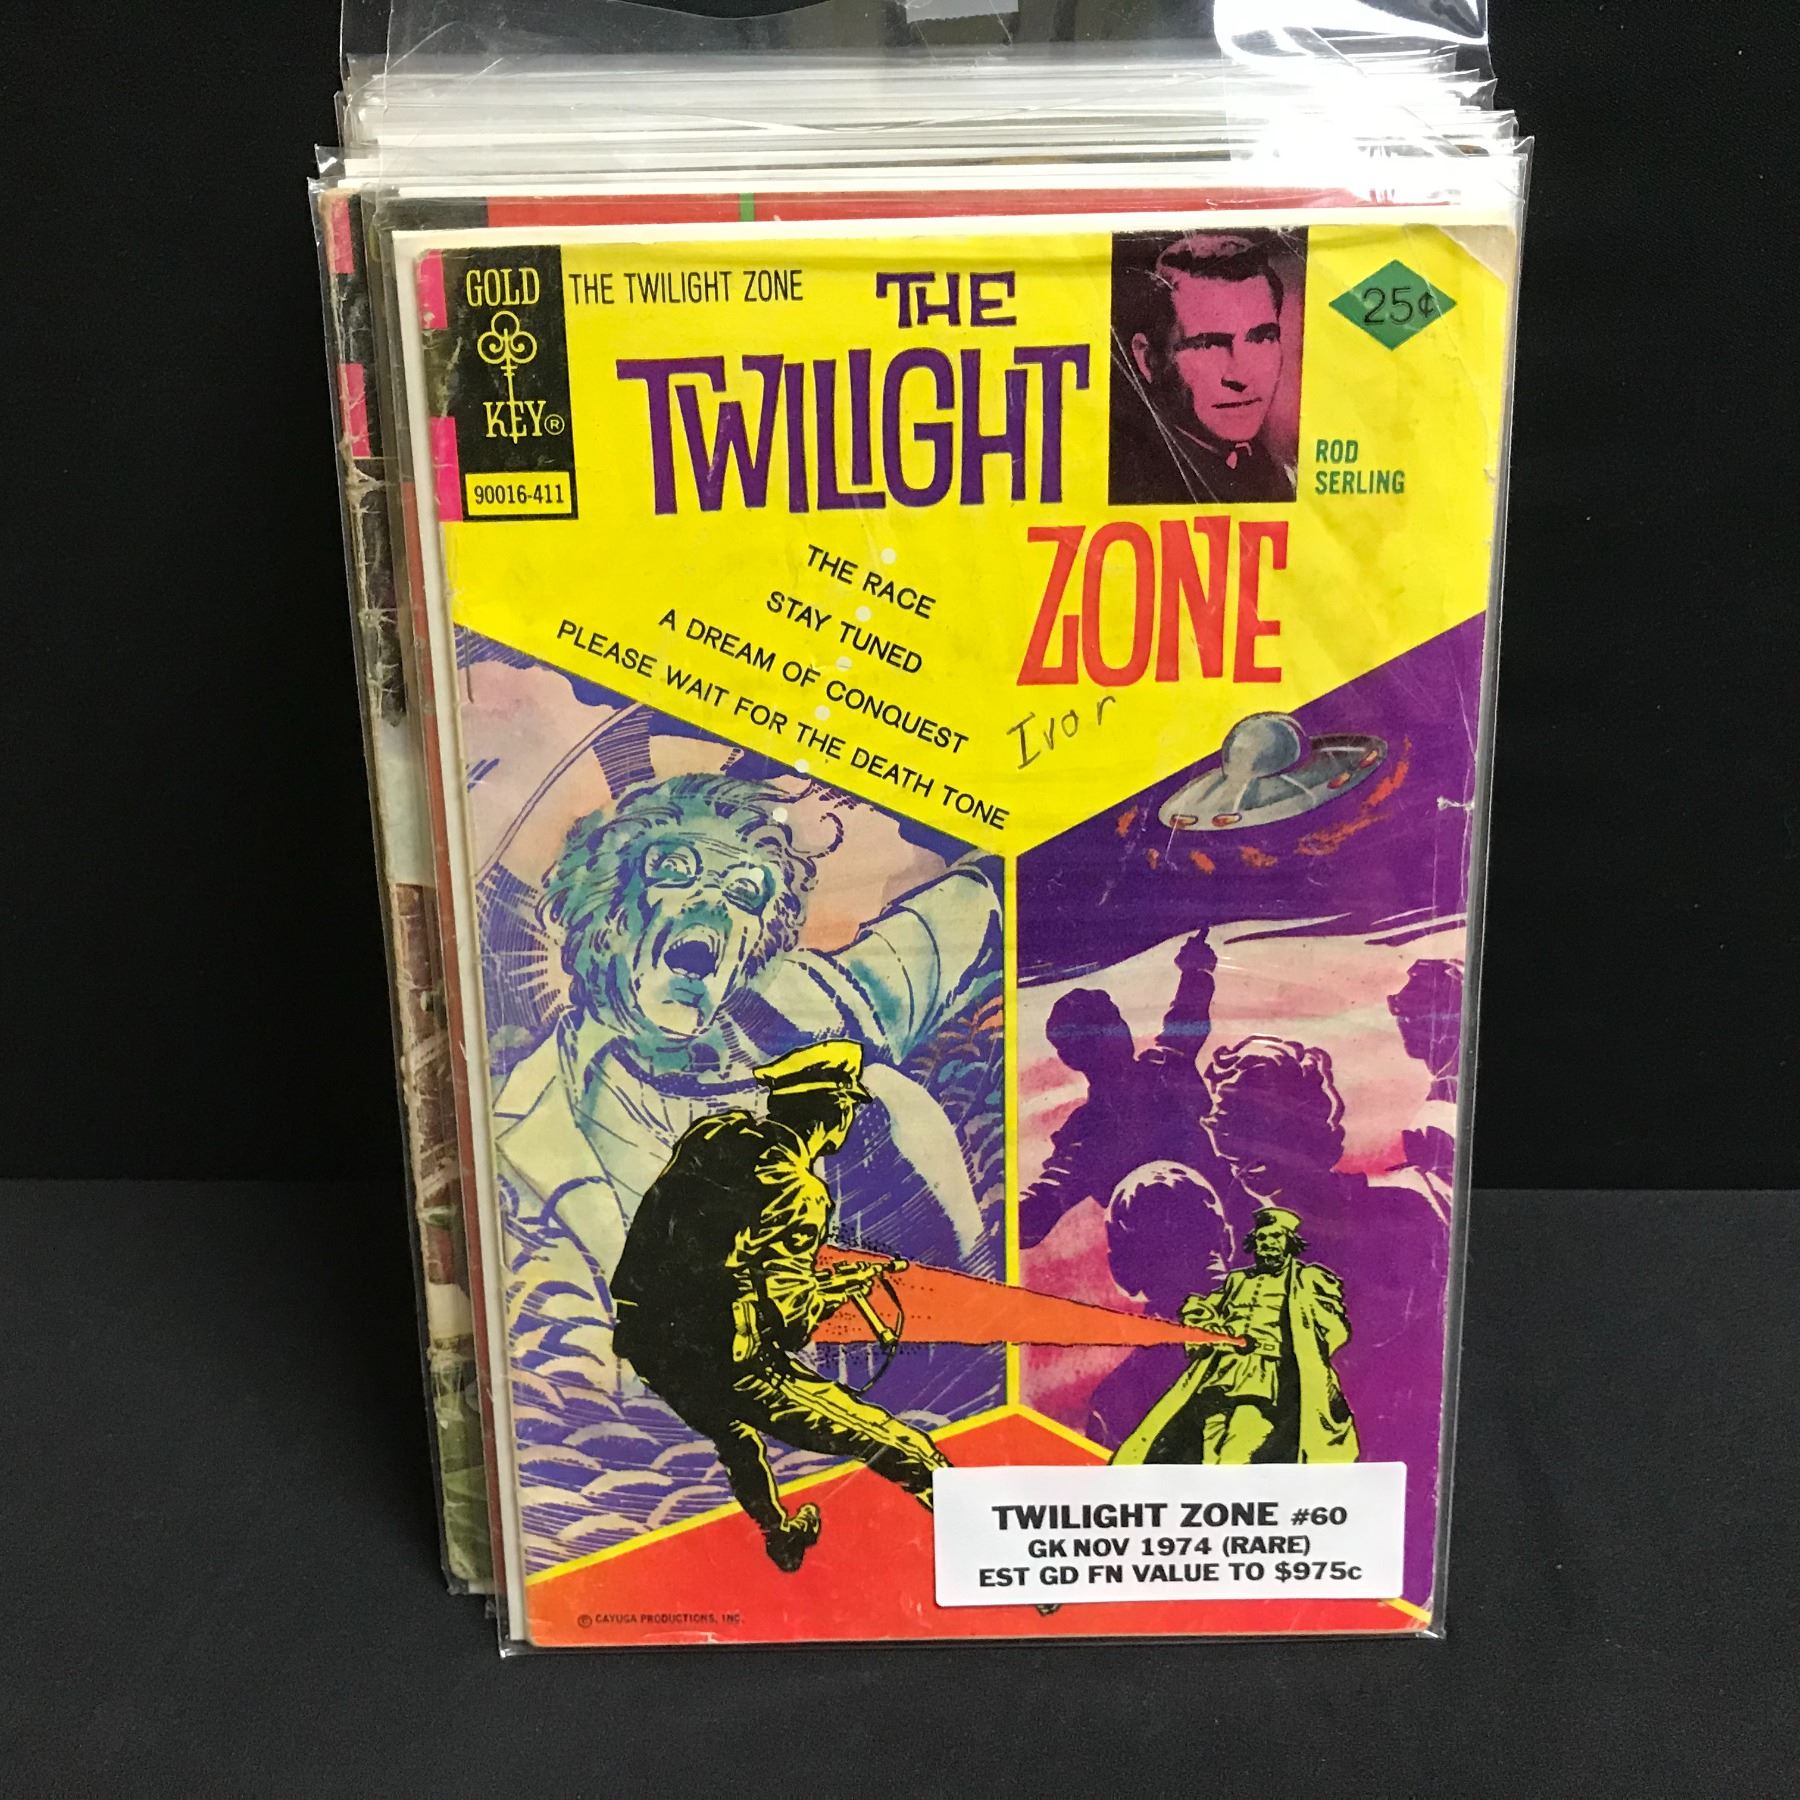 GOLD
KEY®
90016-411
THE TWILIGHT ZONE
THE
TWILIGHT
ZONE
25¢
ROD
SERLING
THE RACE
STAY TUNED
A DREAM OF CONQUEST
PLEASE WAIT FOR THE DEATH TONE
Ivor
TWILIGHT ZONE #60
GK NOV 1974 (RARE)
EST GD FN VALUE TO $975c
© CAYUGA PRODUCTIONS, INC.